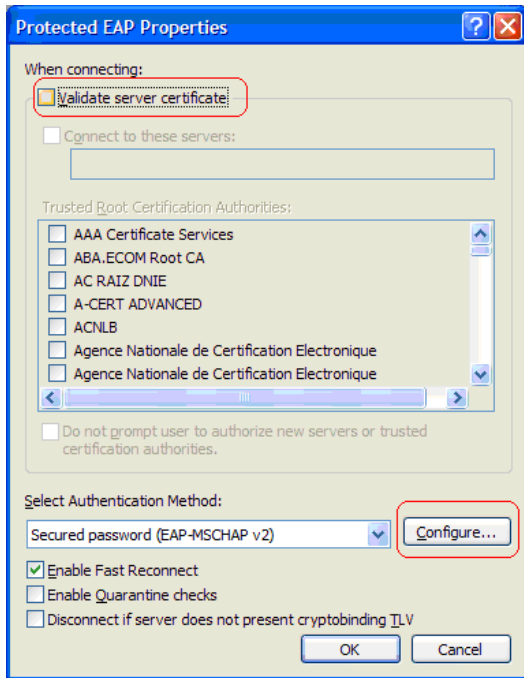 Protected EAP Properties
When connecting:
Validate server certificate
Connect to these servers:
Trusted Root Certification Authorities:
AAA Certificate Services
ABA.ECOM Root CA
AC RAIZ DNIE
A-CERT ADVANCED
ACNLB
Agence Nationale de Certification Electronique
Agence Nationale de Certification Electronique
Do not prompt user to authorize new servers or trusted
certification authorities.
Select Authentication Method:
Secured password (EAP-MSCHAP v2)
Configure...
Enable Fast Reconnect
Enable Quarantine checks
Disconnect if server does not present cryptobinding TLV
OK
Cancel